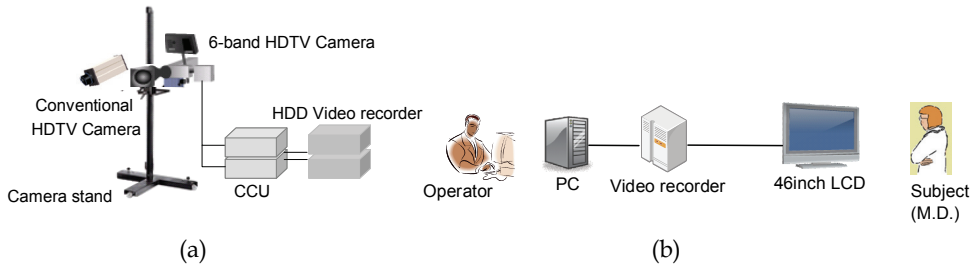 6-band HDTV Camera
Conventional
HDTV Camera
HDD Video recorder
CCU
Camera stand
(a)
Operator
PC
Video recorder
46inch LCD
Subject
(M.D.)
(b)